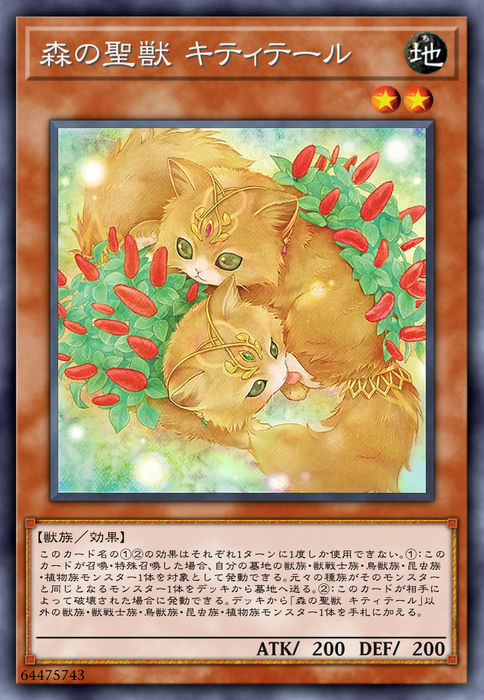 森の聖獣 キティテール
ち
地
【獣族／効果】
このカード名の①②の効果はそれぞれ1ターンに1度しか使用できない。①：この
カードが召喚・特殊召喚した場合、自分の墓地の獣族・獣戦士族・鳥獣族・昆虫族
・植物族モンスター1体を対象として発動できる。元々の種族がそのモンスター
と同じとなるモンスター1体をデッキから墓地へ送る。②：このカードが相手に
よって破壊された場合に発動できる。デッキから「森の聖獣 キティテール」以
外の獣族・獣戦士族・鳥獣族・昆虫族・植物族モンスター1体を手札に加える。
ATK/ 200 DEF/ 200
64475743